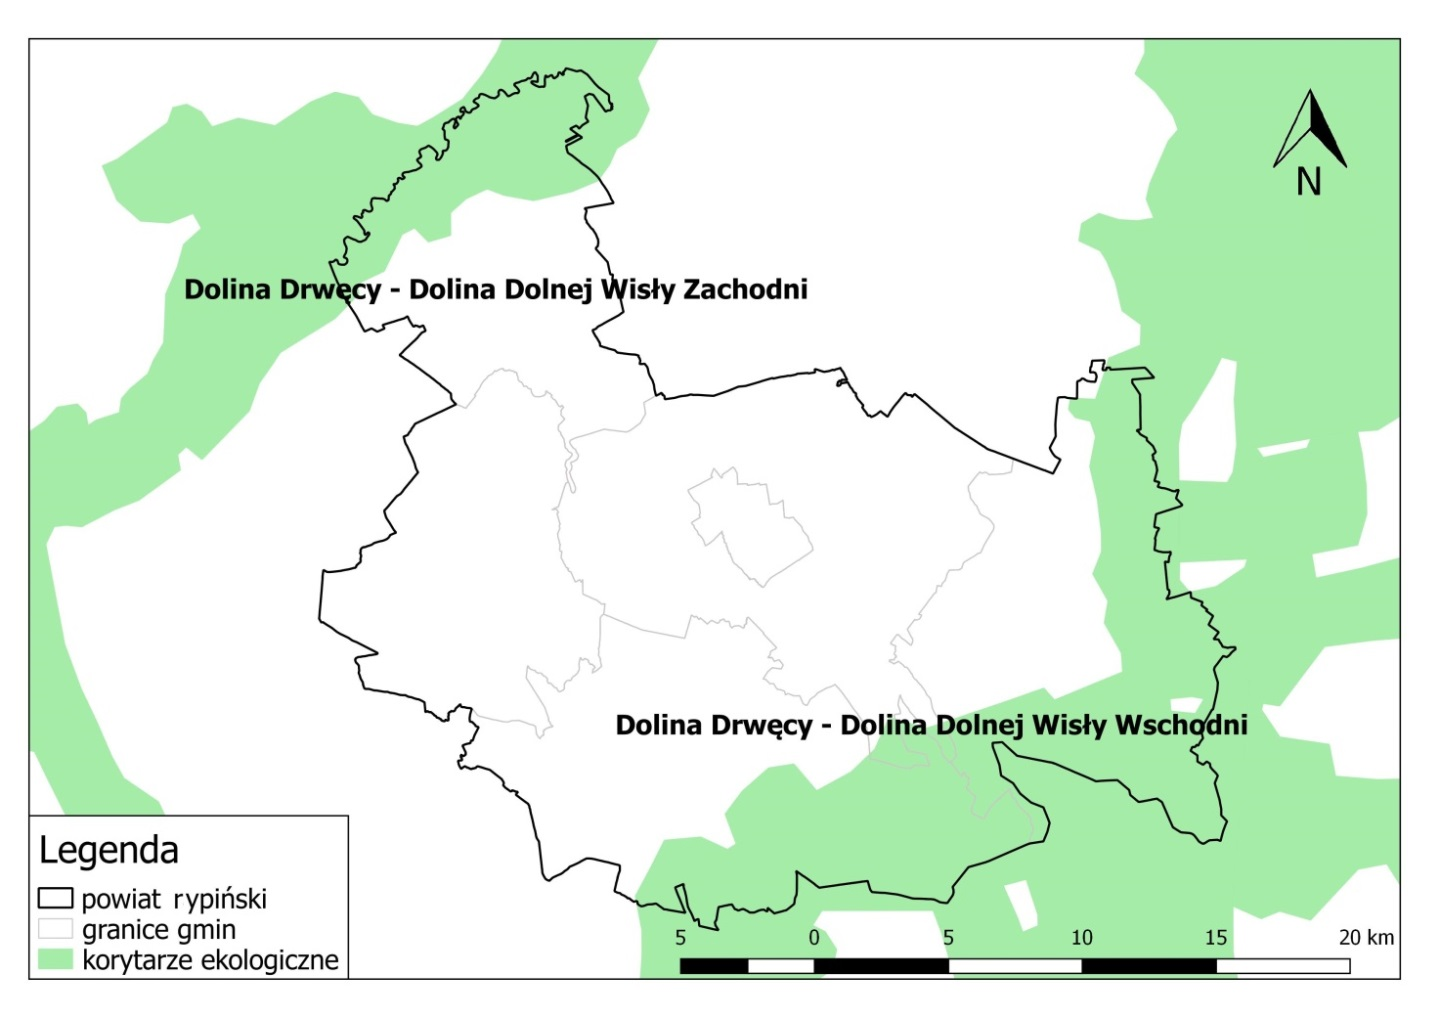 N
Dolina Drwęcy - Dolina Dolnej Wisły Zachodni
Dolina Drwęcy - Dolina Dolnej Wisły Wschodni
Legenda
powiat rypiński
granice gmin
korytarze ekologiczne
5 0 5 10 15 20 km